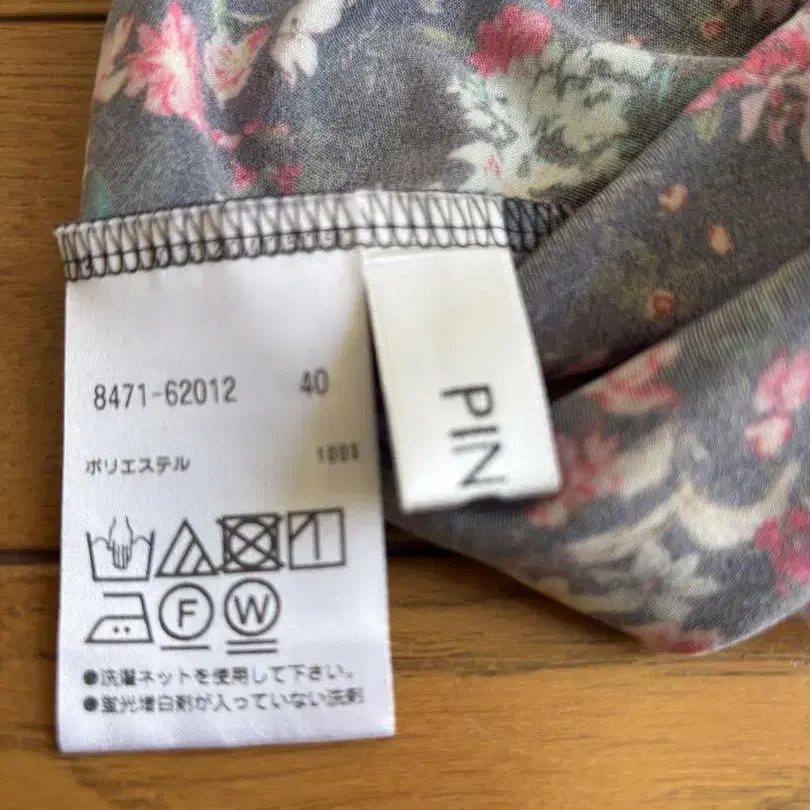 8471-62012 40
ポリエステル 100%
F W
●洗濯ネットを使用して下さい。
●蛍光増白剤が入っていない洗剤
PIN